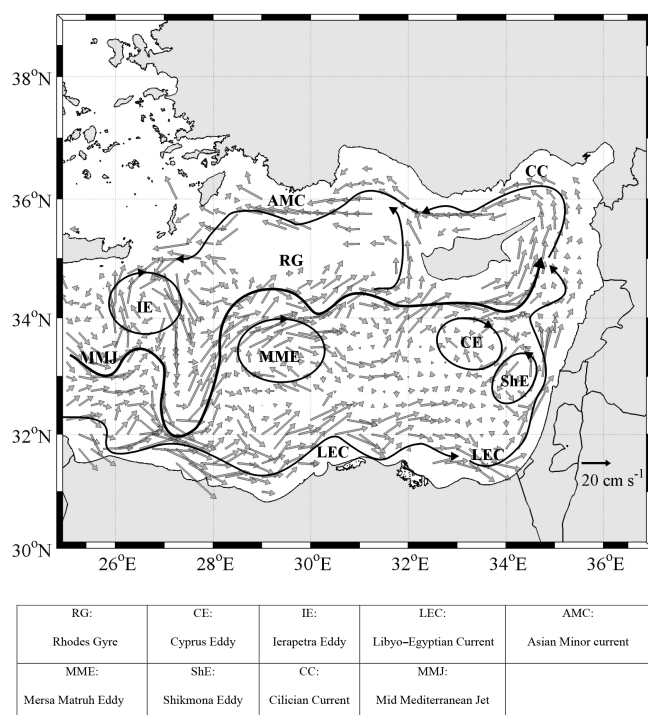 38°N
36°N
34°N
32°N
30°N
CC
AMC
RG
IE
MMJ
MME
CE
ShE
LEC
LEC
20 cm s⁻¹
26°E 28°E 30°E 32°E 34°E 36°E
RG: CE: IE: LEC: AMC:
Rhodes Gyre Cyprus Eddy Ierapetra Eddy Libyo–Egyptian Current Asian Minor current
MME: ShE: CC: MMJ:
Mersa Matruh Eddy Shikmona Eddy Cilician Current Mid Mediterranean Jet